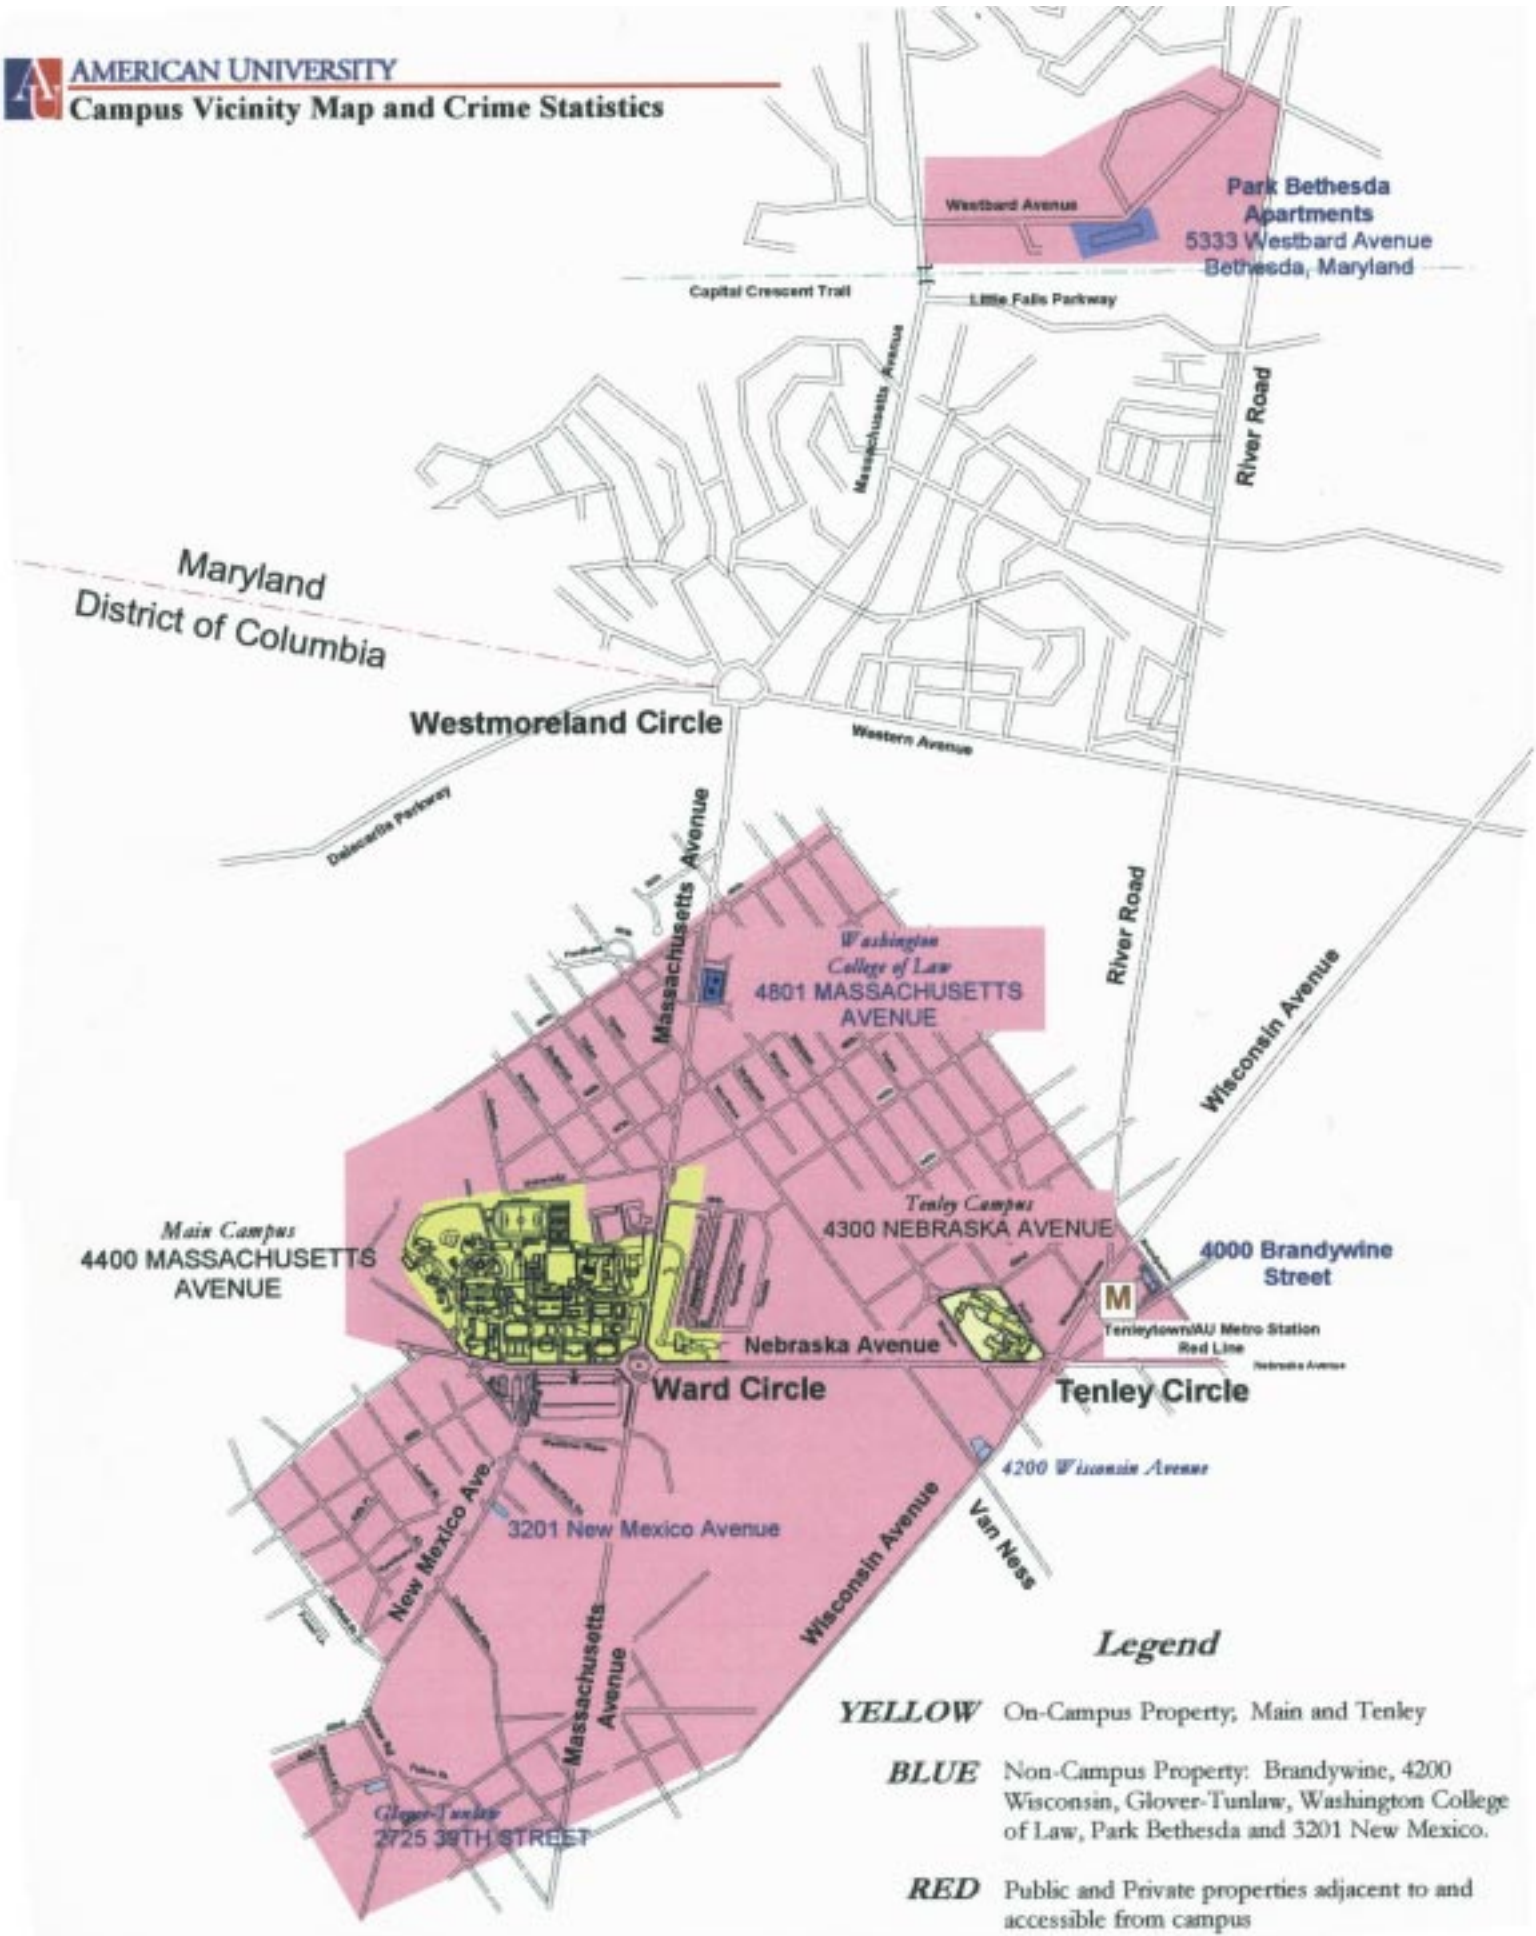 AU
AMERICAN UNIVERSITY
Campus Vicinity Map and Crime Statistics
Westbard Avenue
Park Bethesda
Apartments
5333 Westbard Avenue
Bethesda, Maryland
Capital Crescent Trail
Little Falls Parkway
Massachusetts Avenue
River Road
Maryland
District of Columbia
Westmoreland Circle
Western Avenue
Dalecarlia Parkway
Massachusetts Avenue
River Road
Wisconsin Avenue
Washington
College of Law
4801 MASSACHUSETTS
AVENUE
Main Campus
4400 MASSACHUSETTS
AVENUE
Tenley Campus
4300 NEBRASKA AVENUE
4000 Brandywine
Street
M
Tenleytown/AU Metro Station
Red Line
Nebraska Avenue
Nebraska Avenue
Ward Circle
Tenley Circle
4200 Wisconsin Avenue
New Mexico Ave.
3201 New Mexico Avenue
Van Ness
Wisconsin Avenue
Massachusetts
Avenue
Glover-Tunlaw
2725 39TH STREET
Legend
YELLOW On-Campus Property; Main and Tenley
BLUE Non-Campus Property: Brandywine, 4200
Wisconsin, Glover-Tunlaw, Washington College
of Law, Park Bethesda and 3201 New Mexico.
RED Public and Private properties adjacent to and
accessible from campus